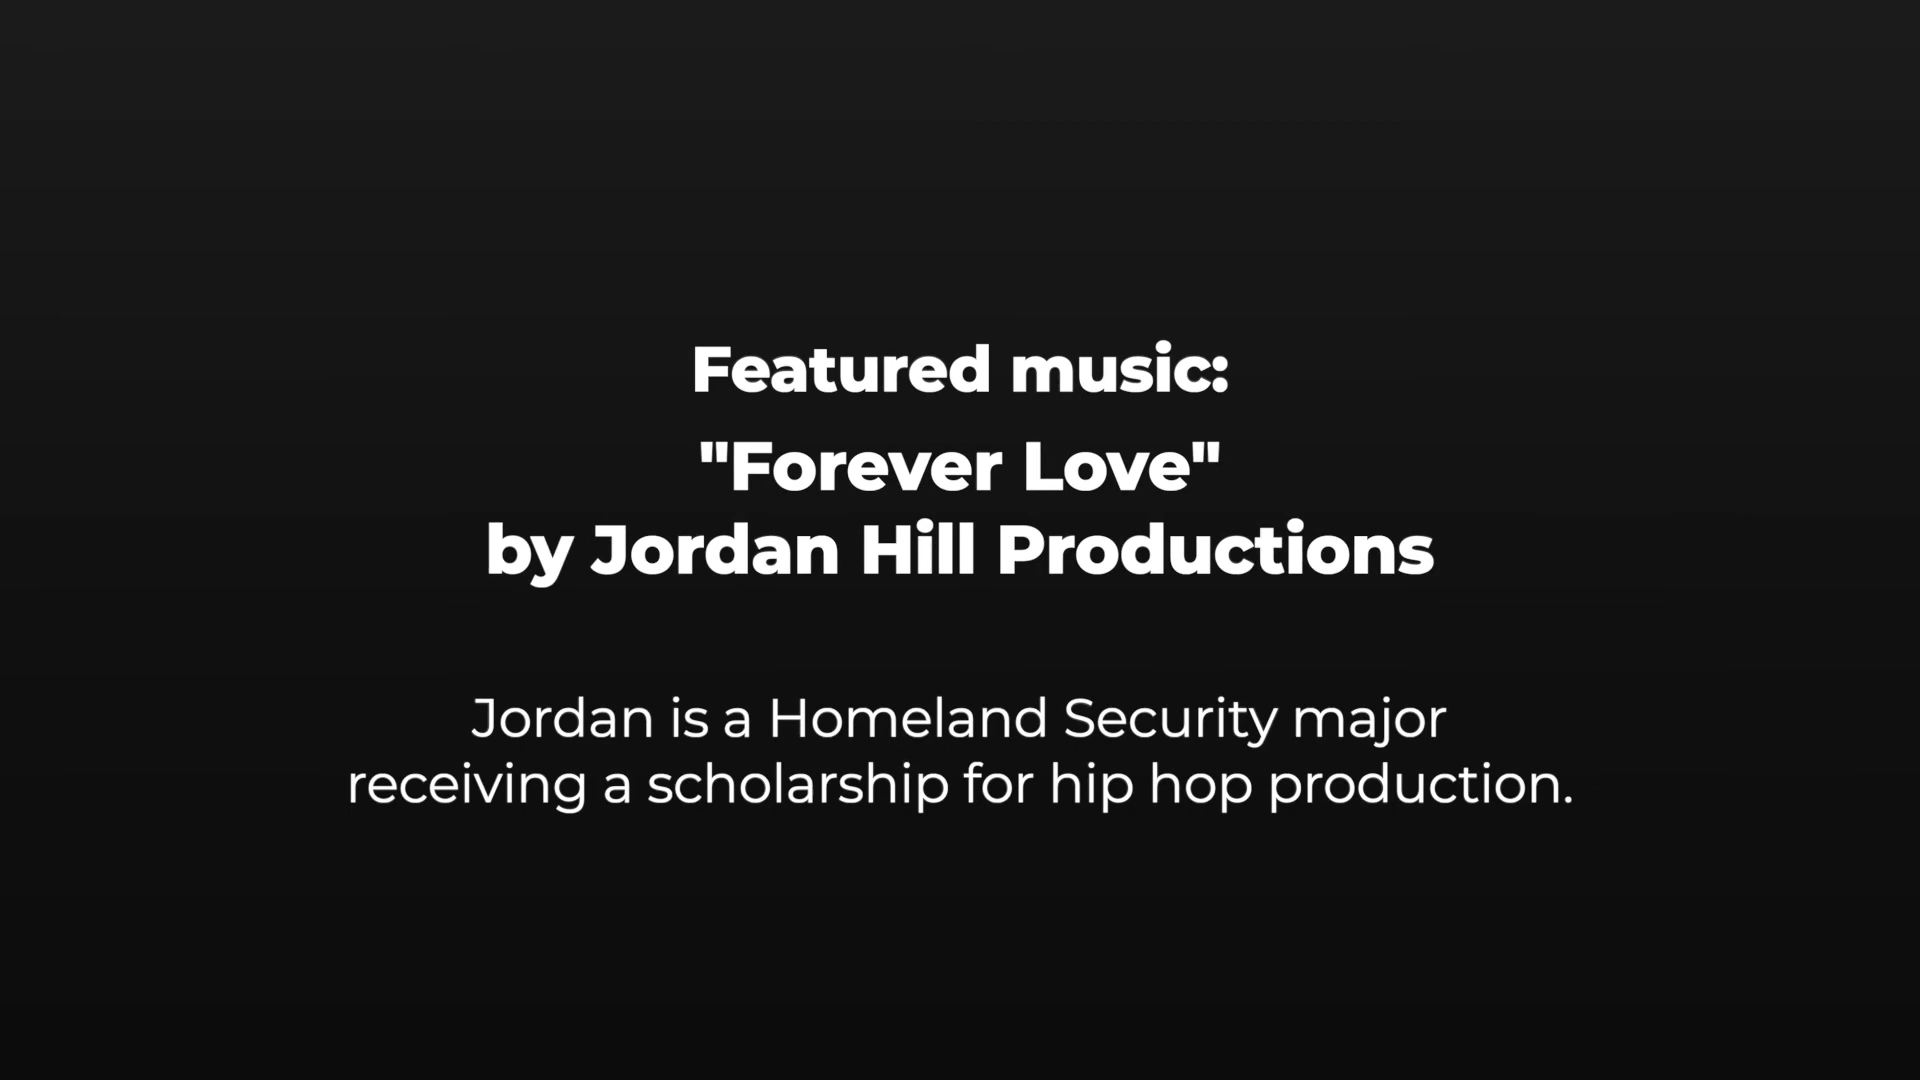 Featured music:
"Forever Love"
by Jordan Hill Productions
Jordan is a Homeland Security major
receiving a scholarship for hip hop production.